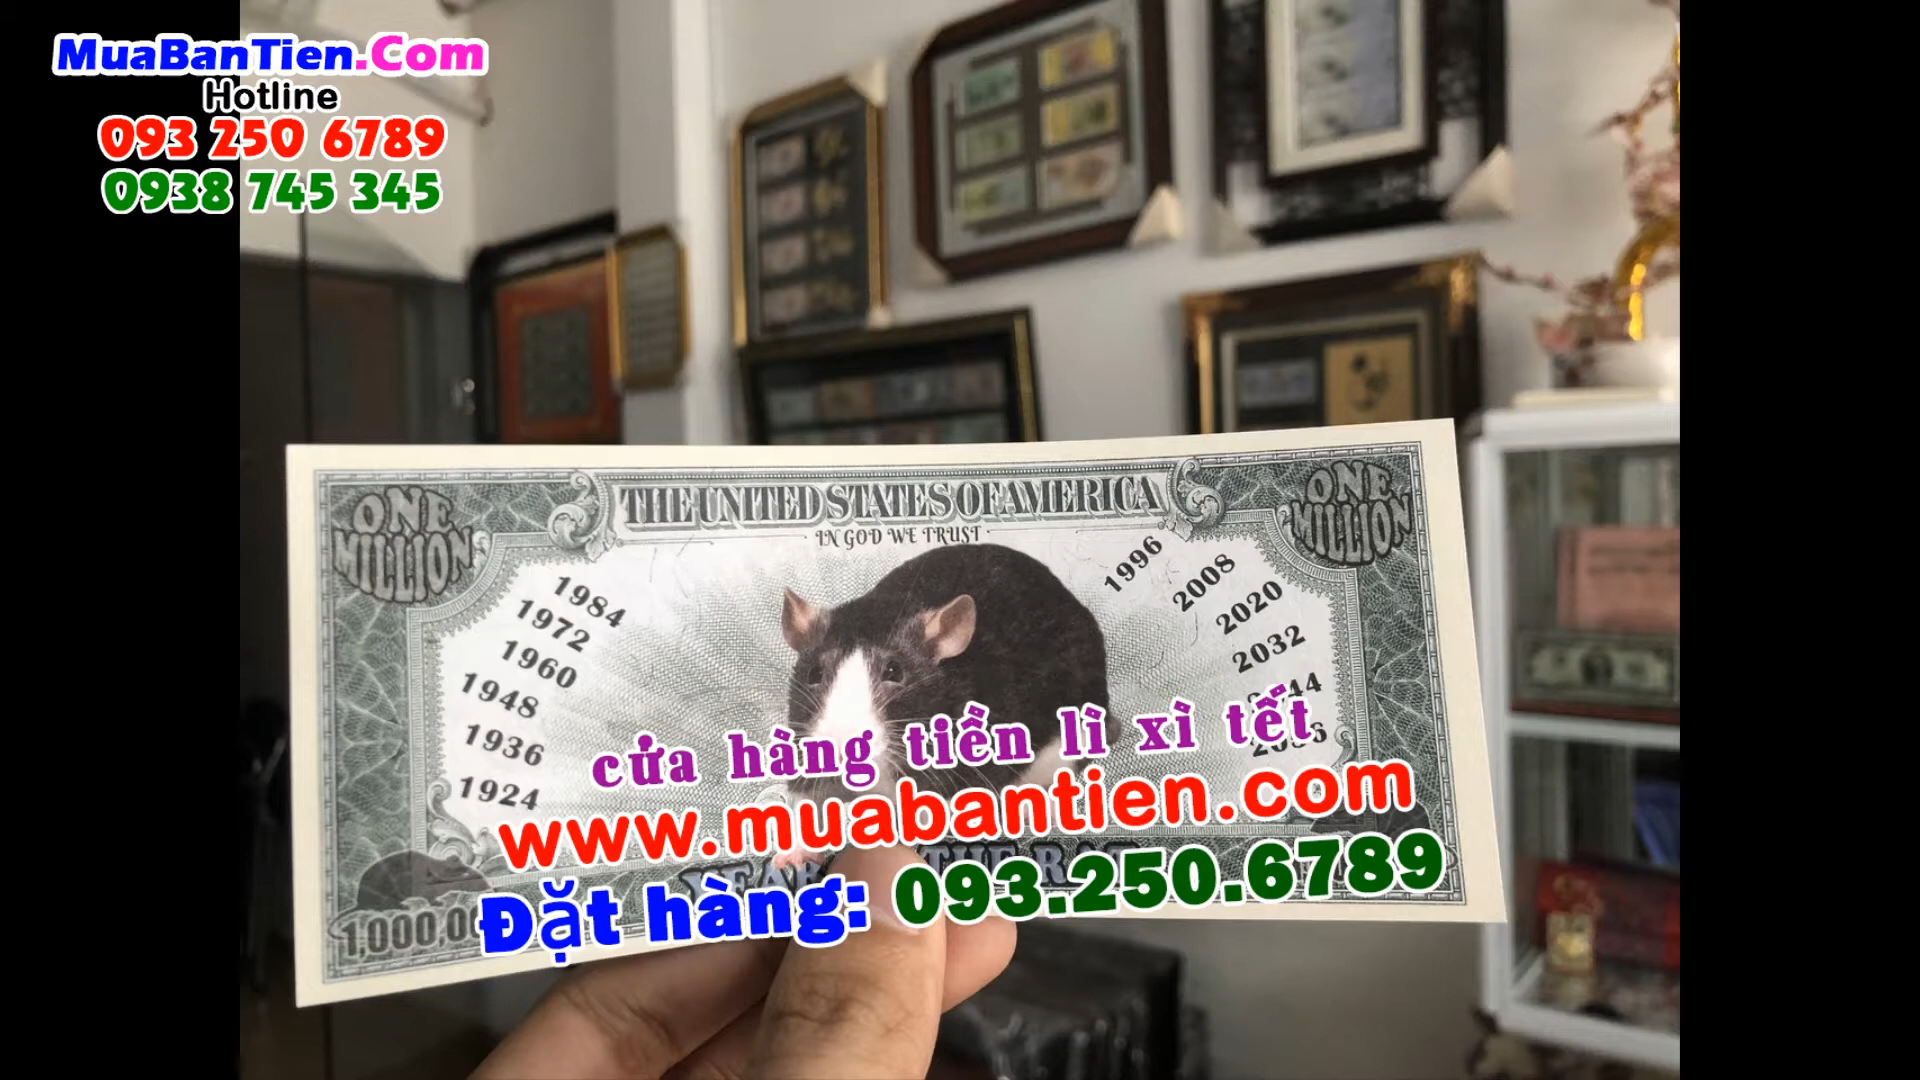 MuaBanTien.Com
Hotline
093 250 6789
0938 745 345
ONE MILLION
THE UNITED STATES OF AMERICA
IN GOD WE TRUST
ONE MILLION
1984
1972
1960
1948
1936
1924
1996
2008
2020
2032
cửa hàng tiền lì xì tết
www.muabantien.com
Đặt hàng: 093.250.6789